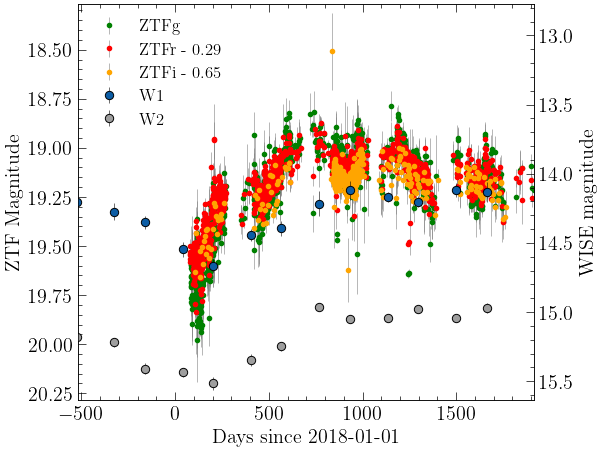 ZTFg
ZTFr - 0.29
ZTFi - 0.65
W1
W2
ZTF Magnitude
18.50
18.75
19.00
19.25
19.50
19.75
20.00
20.25
13.0
13.5
14.0
14.5
15.0
15.5
WISE magnitude
−500 0 500 1000 1500
Days since 2018-01-01